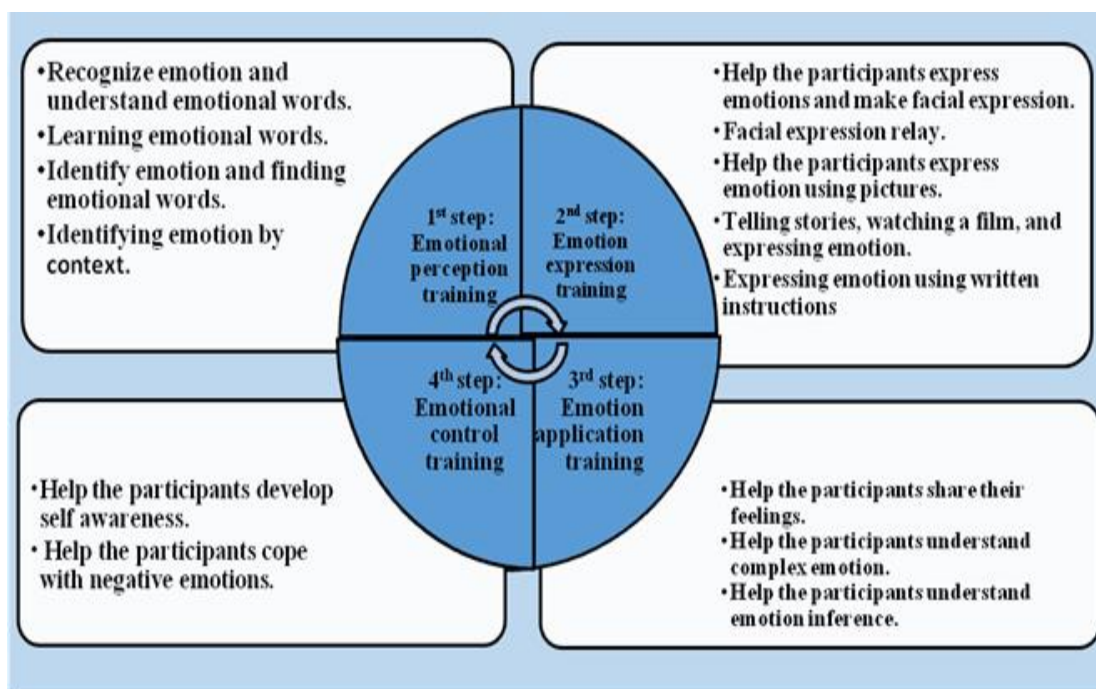 •Recognize emotion and
understand emotional words.
•Learning emotional words.
•Identify emotion and finding
emotional words.
•Identifying emotion by
context.
1st step:
Emotional
perception
training
2nd step:
Emotion
expression
training
•Help the participants express
emotions and make facial expression.
•Facial expression relay.
•Help the participants express
emotion using pictures.
•Telling stories, watching a film, and
expressing emotion.
•Expressing emotion using written
instructions
4th step:
Emotional
control
training
3rd step:
Emotion
application
training
•Help the participants develop
self awareness.
• Help the participants cope
with negative emotions.
•Help the participants share their
feelings.
•Help the participants understand
complex emotion.
•Help the participants understand
emotion inference.